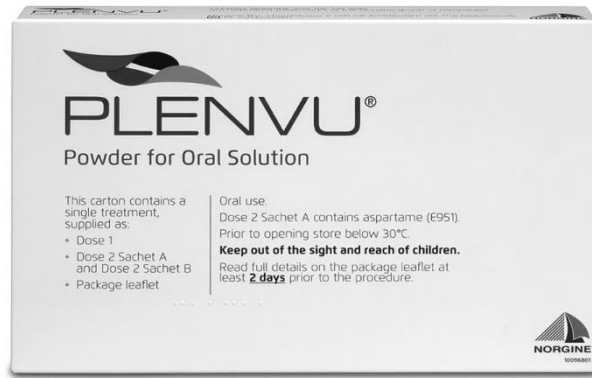 PLENVU
PLENVU®
Powder for Oral Solution
This carton contains a
single treatment,
supplied as:
• Dose 1
• Dose 2 Sachet A
and Dose 2 Sachet B
• Package leaflet
Oral use.
Dose 2 Sachet A contains aspartame (E951).
Prior to opening store below 30°C.
Keep out of the sight and reach of children.
Read full details on the package leaflet at
least 2 days prior to the procedure.
NORGINE
10096801